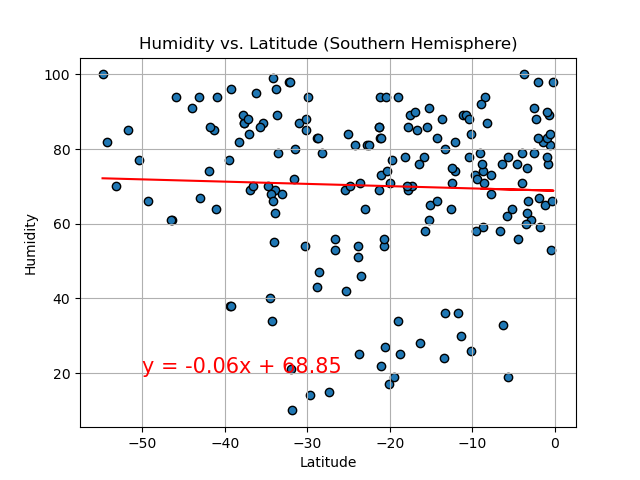 Humidity vs. Latitude (Southern Hemisphere)
100
80
60
40
20
Humidity
y = -0.06x + 68.85
−50 −40 −30 −20 −10 0
Latitude